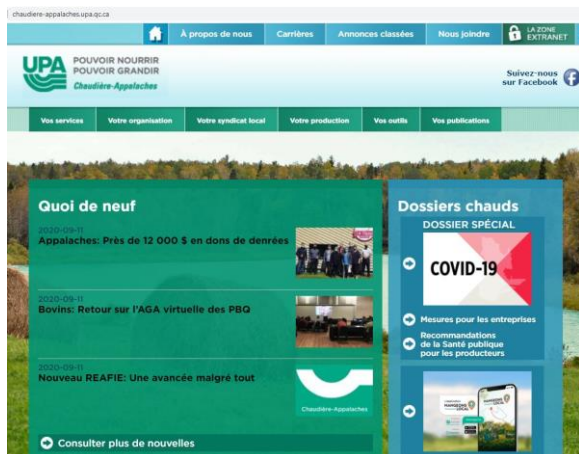 chaudiere-appalaches.upa.qc.ca
À propos de nous
Carrières
Annonces classées
Nous joindre
LA ZONE
EXTRANET
UPA
POUVOIR NOURRIR
POUVOIR GRANDIR
Chaudière-Appalaches
Suivez-nous
sur Facebook
Vos services
Votre organisation
Votre syndicat local
Votre production
Vos outils
Vos publications
Quoi de neuf
2020-09-11
Appalaches: Près de 12 000 $ en dons de denrées
2020-09-11
Bovins: Retour sur l'AGA virtuelle des PBQ
2020-09-11
Nouveau REAFIE: Une avancée malgré tout
Chaudière-Appalaches
Consulter plus de nouvelles
Dossiers chauds
DOSSIER SPÉCIAL
COVID-19
Mesures pour les entreprises
Recommandations
de la Santé publique
pour les producteurs